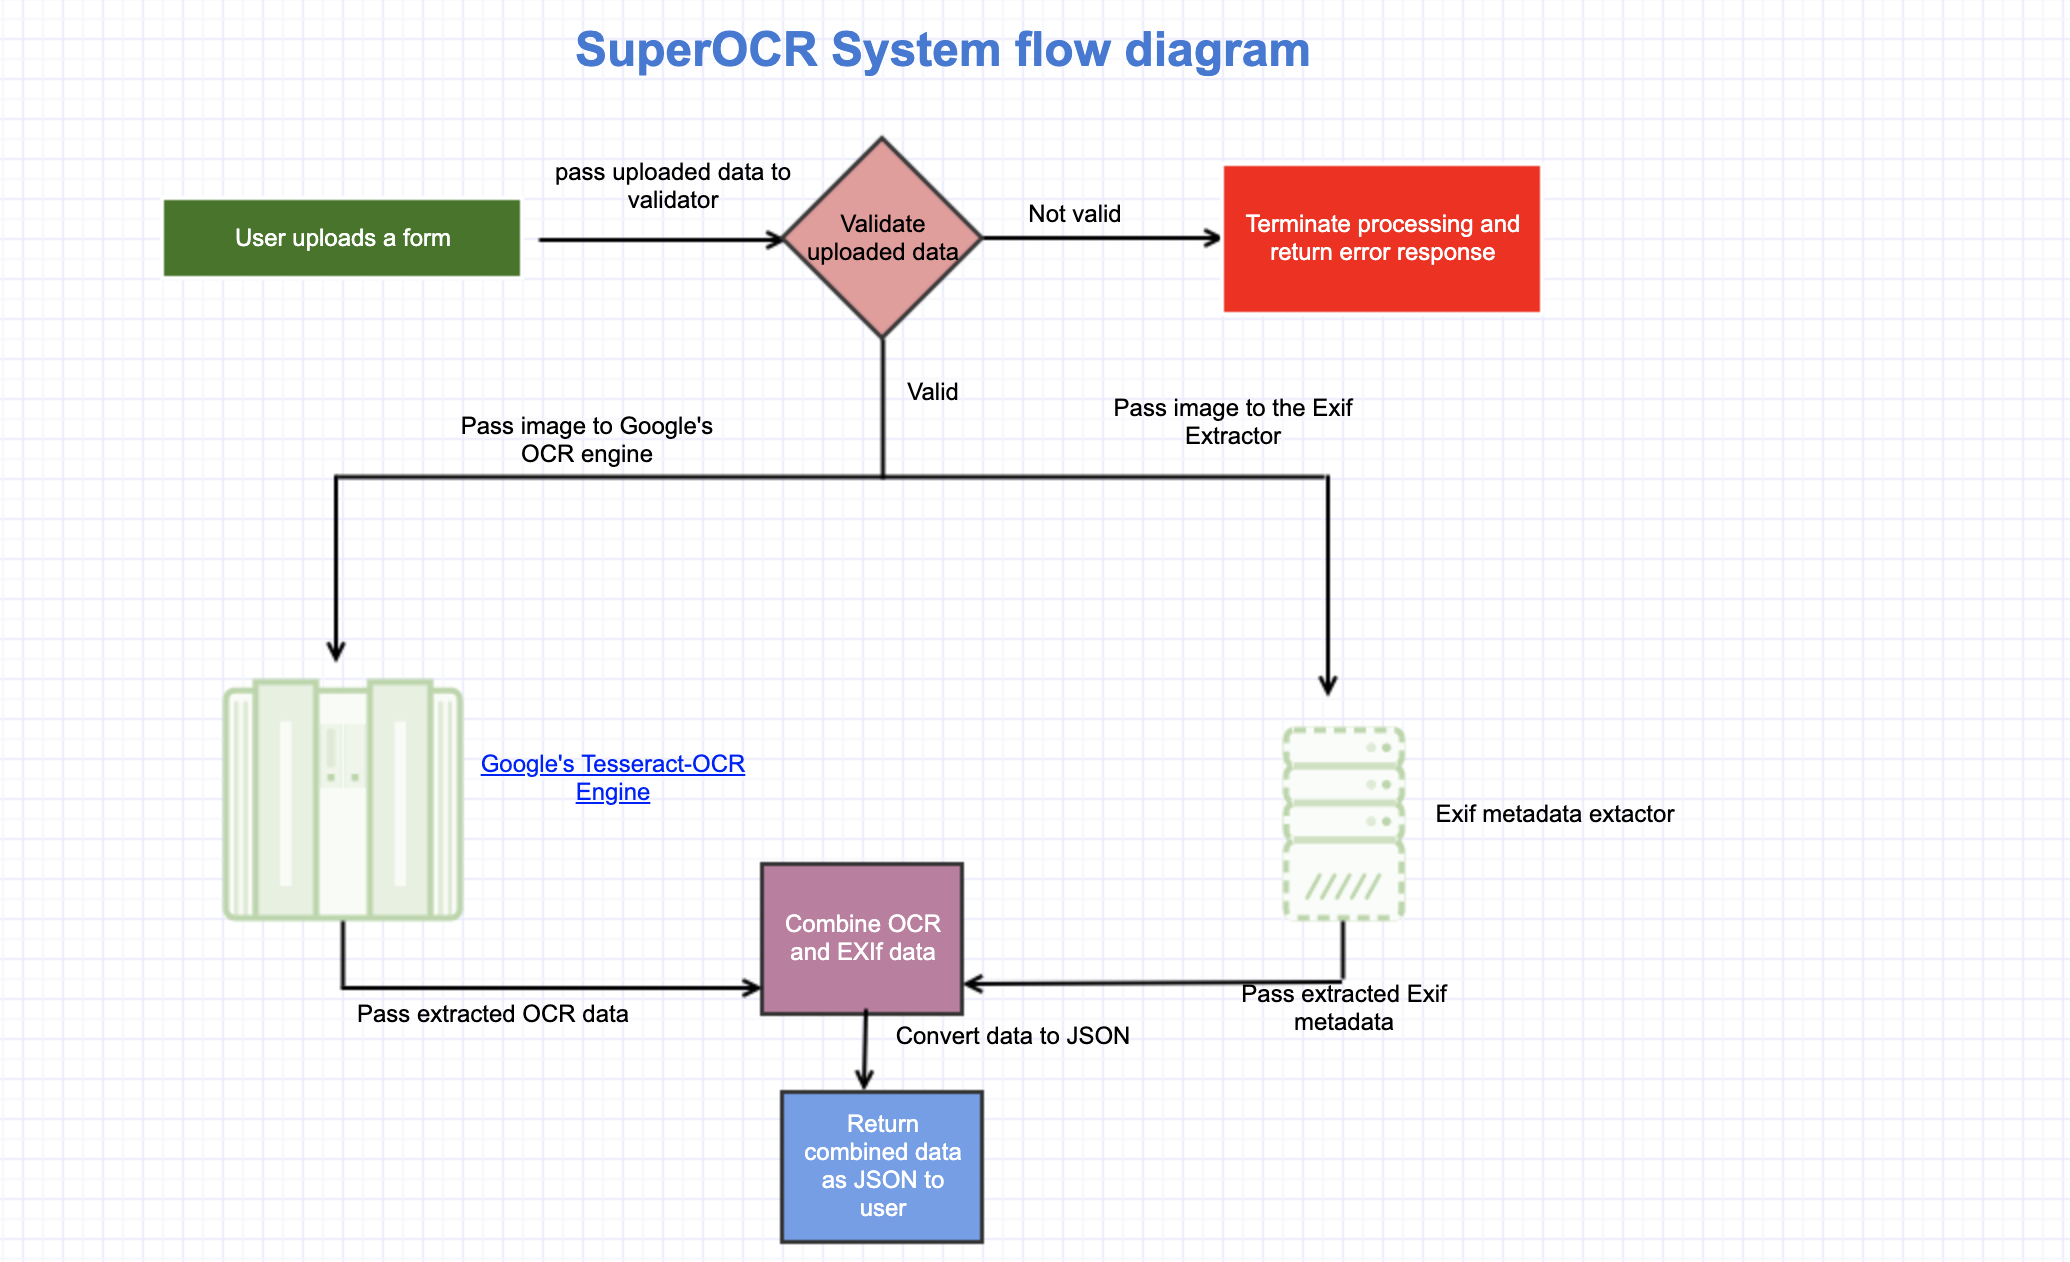 SuperOCR System flow diagram
pass uploaded data to
validator
User uploads a form
Validate
uploaded data
Not valid
Terminate processing and
return error response
Valid
Pass image to Google's
OCR engine
Pass image to the Exif
Extractor
Google's Tesseract-OCR
Engine
Exif metadata extactor
Combine OCR
and EXIf data
Pass extracted OCR data
Pass extracted Exif
metadata
Convert data to JSON
Return
combined data
as JSON to
user